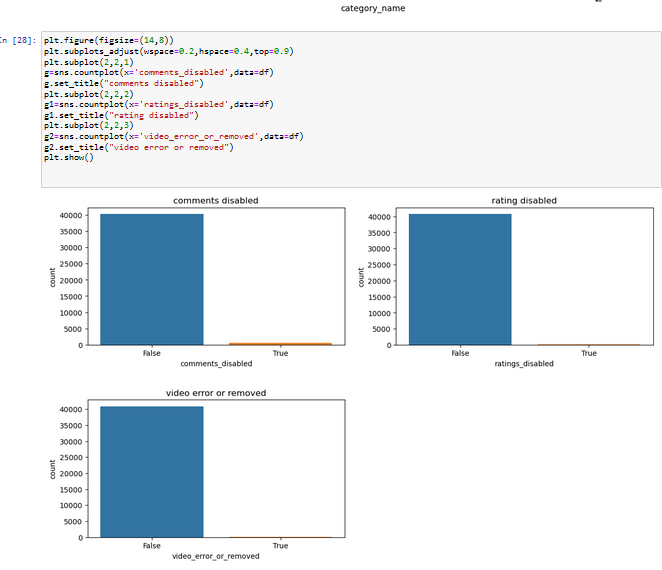 category_name
In [28]:
plt.figure(figsize=(14,8))
plt.subplots_adjust(wspace=0.2,hspace=0.4,top=0.9)
plt.subplot(2,2,1)
g=sns.countplot(x='comments_disabled',data=df)
g.set_title("comments disabled")
plt.subplot(2,2,2)
g1=sns.countplot(x='ratings_disabled',data=df)
g1.set_title("rating disabled")
plt.subplot(2,2,3)
g2=sns.countplot(x='video_error_or_removed',data=df)
g2.set_title("video error or removed")
plt.show()
comments disabled
40000
35000
30000
25000
20000
15000
10000
5000
0
count
False True
comments_disabled
rating disabled
40000
35000
30000
25000
20000
15000
10000
5000
0
count
False True
ratings_disabled
video error or removed
40000
35000
30000
25000
20000
15000
10000
5000
0
count
False True
video_error_or_removed